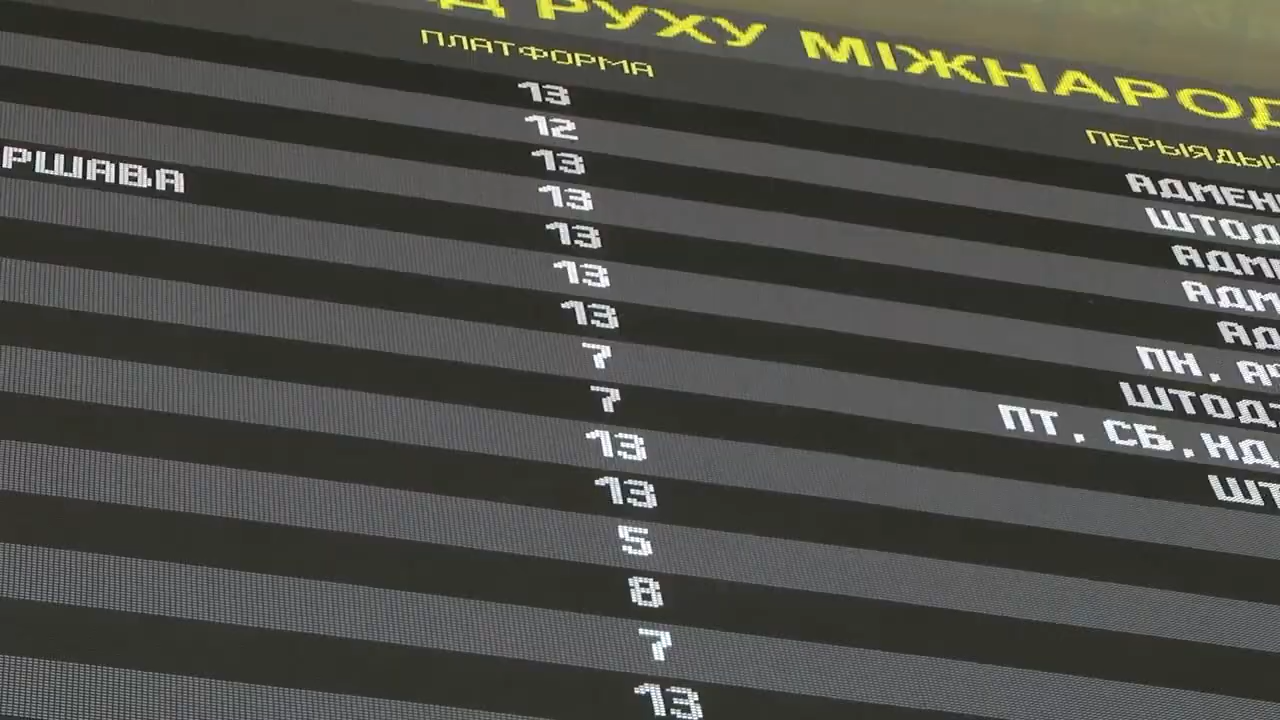 РУХУ МІЖНАРОД
ПЛАТФОРМА ПЕРЫЯДЫЧ
13 АДМЕН
12 ШТОД
13 АДМ
РШАВА 13 АДМ
13 АД
13 ПН, АЎ
13 ШТОД
7 ПТ, СБ, НД,
7 ШТ
13
13
5
8
7
13